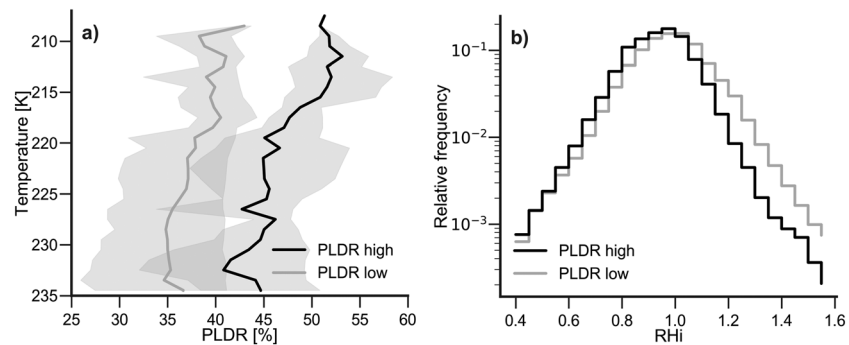 a)
210
215
220
225
230
235
Temperature [K]
25 30 35 40 45 50 55 60
PLDR [%]
PLDR high
PLDR low
b)
10⁻¹
10⁻²
10⁻³
Relative frequency
PLDR high
PLDR low
0.4 0.6 0.8 1.0 1.2 1.4 1.6
RHi